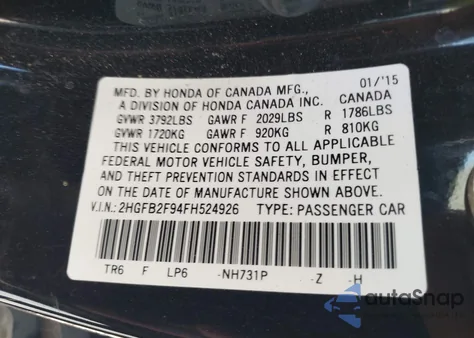 MFD. BY HONDA OF CANADA MFG., 01/'15
A DIVISION OF HONDA CANADA INC. CANADA
GVWR 3792LBS GAWR F 2029LBS R 1786LBS
GVWR 1720KG GAWR F 920KG R 810KG
THIS VEHICLE CONFORMS TO ALL APPLICABLE
FEDERAL MOTOR VEHICLE SAFETY, BUMPER,
AND THEFT PREVENTION STANDARDS IN EFFECT
ON THE DATE OF MANUFACTURE SHOWN ABOVE.
V.I.N.: 2HGFB2F94FH524926 TYPE: PASSENGER CAR
TR6 F LP6 -NH731P -Z -H
autoSnap